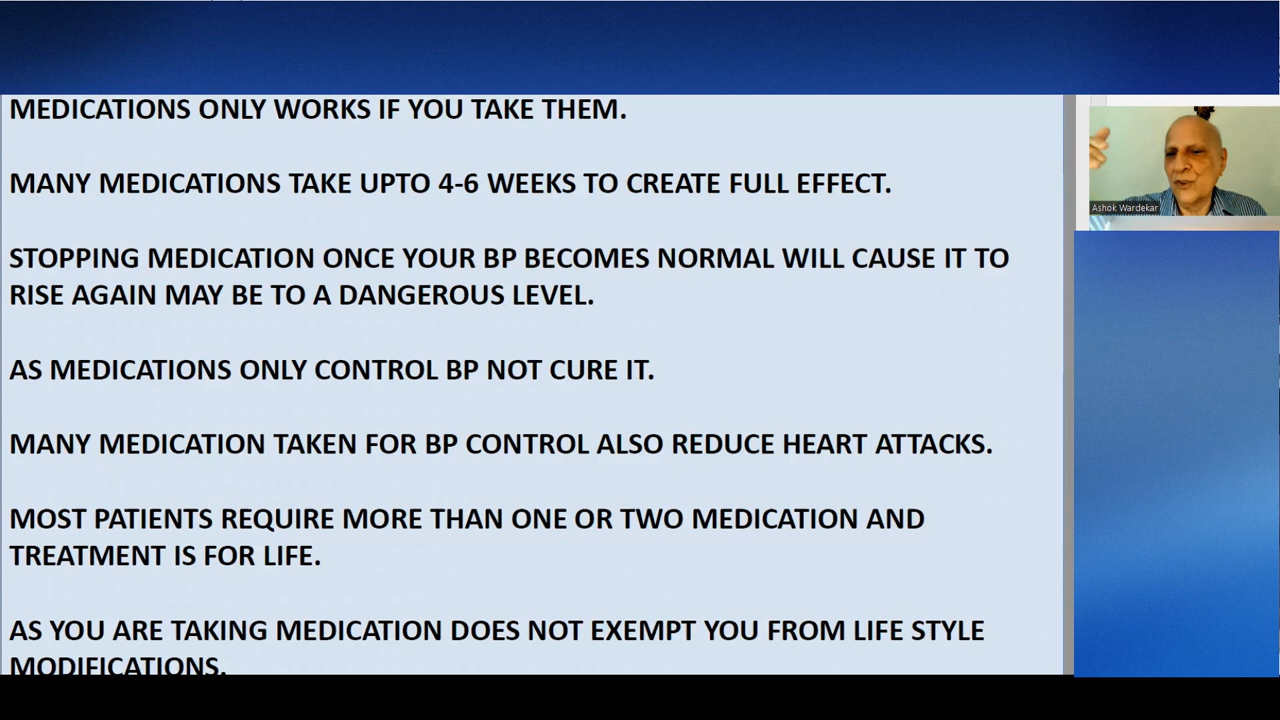 MEDICATIONS ONLY WORKS IF YOU TAKE THEM.
MANY MEDICATIONS TAKE UPTO 4-6 WEEKS TO CREATE FULL EFFECT.
STOPPING MEDICATION ONCE YOUR BP BECOMES NORMAL WILL CAUSE IT TO
RISE AGAIN MAY BE TO A DANGEROUS LEVEL.
AS MEDICATIONS ONLY CONTROL BP NOT CURE IT.
MANY MEDICATION TAKEN FOR BP CONTROL ALSO REDUCE HEART ATTACKS.
MOST PATIENTS REQUIRE MORE THAN ONE OR TWO MEDICATION AND
TREATMENT IS FOR LIFE.
AS YOU ARE TAKING MEDICATION DOES NOT EXEMPT YOU FROM LIFE STYLE
MODIFICATIONS.
Ashok Wardekar